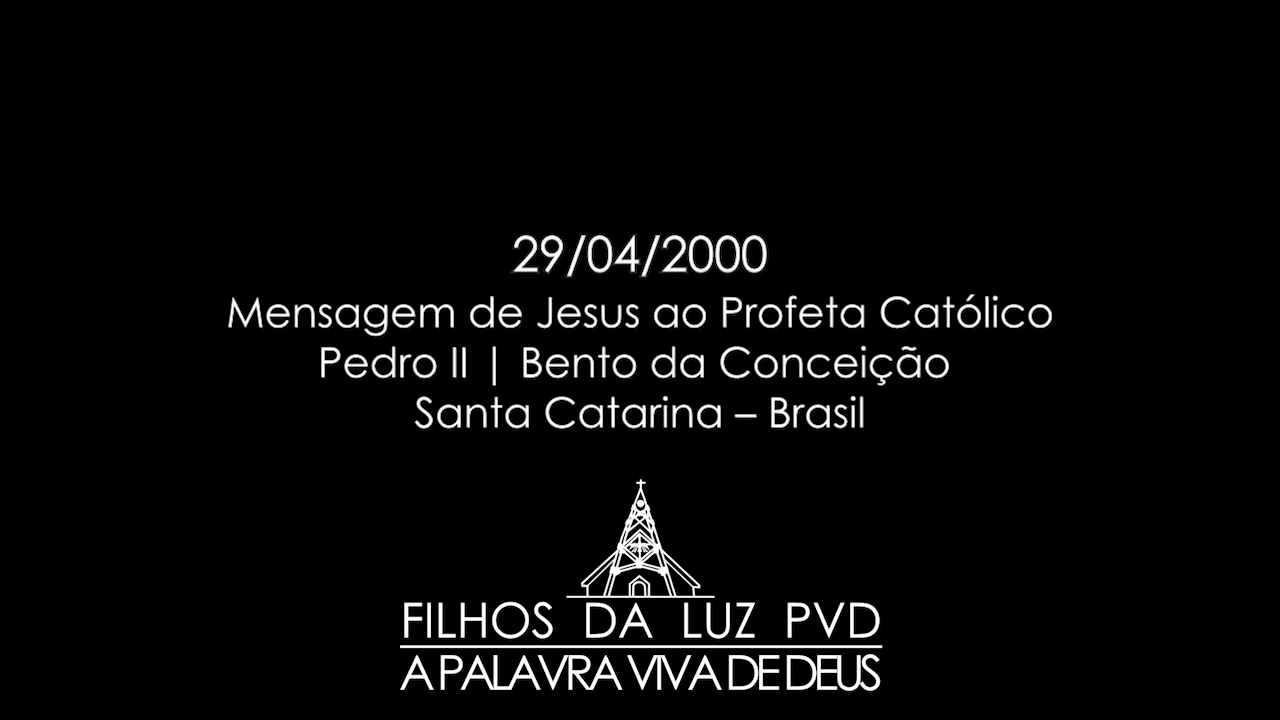 29/04/2000
Mensagem de Jesus ao Profeta Católico
Pedro II | Bento da Conceição
Santa Catarina – Brasil
FILHOS DA LUZ PVD
A PALAVRA VIVA DE DEUS